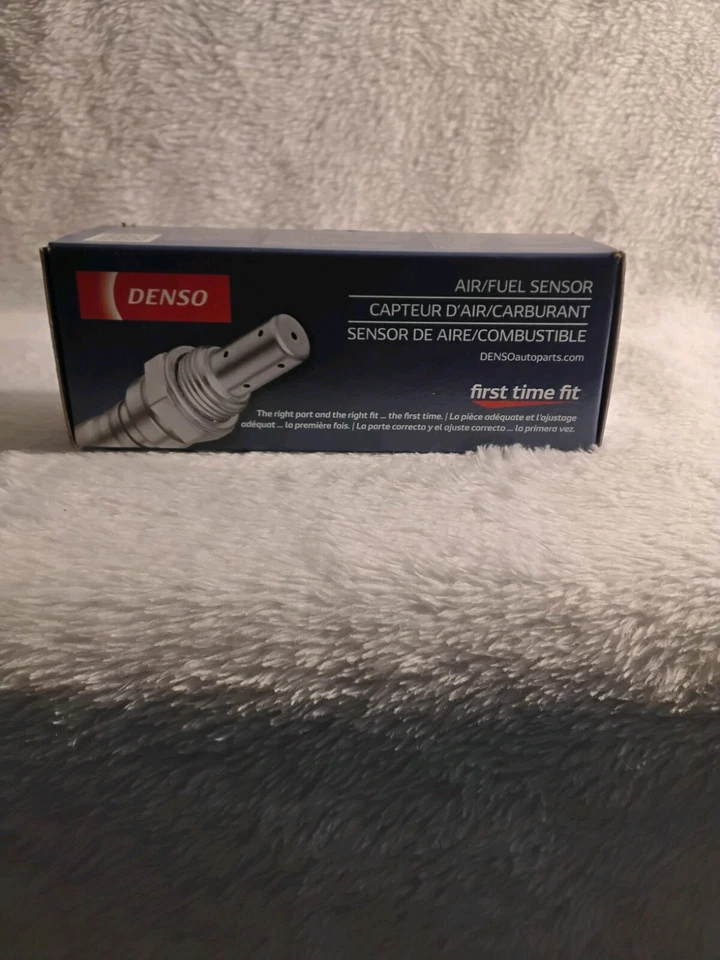 DENSO
AIR/FUEL SENSOR
CAPTEUR D'AIR/CARBURANT
SENSOR DE AIRE/COMBUSTIBLE
DENSOautoparts.com
first time fit
The right part and the right fit ... the first time. | La pièce adéquate et l'ajustage
adéquat ... la première fois. | La parte correcta y el ajuste correcto ... la primera vez.